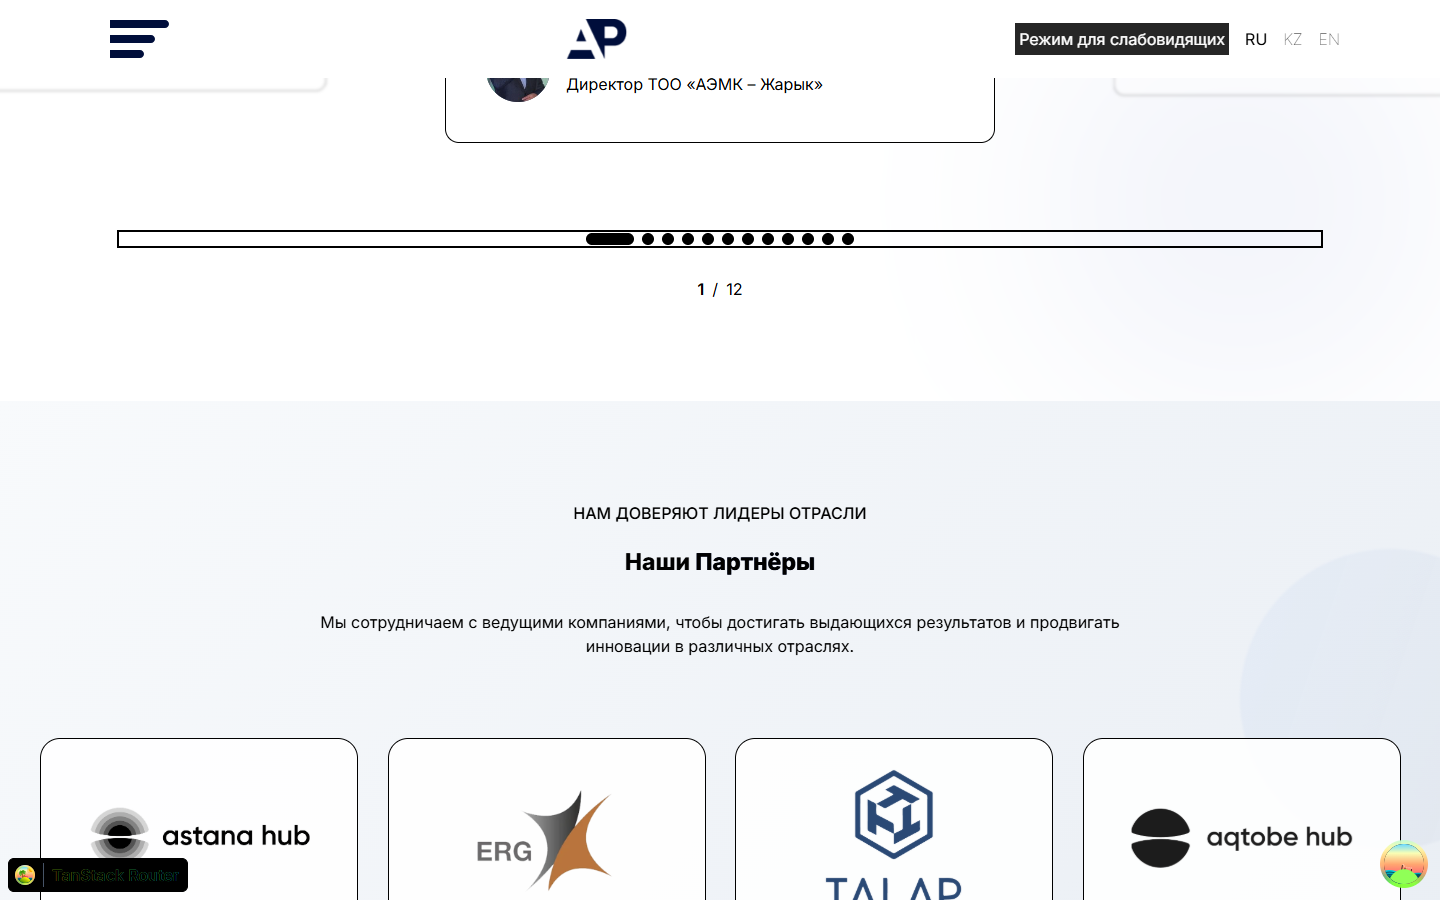 Режим для слабовидящих RU KZ EN
Директор ТОО «АЭМК – Жарык»
1 / 12
НАМ ДОВЕРЯЮТ ЛИДЕРЫ ОТРАСЛИ
Наши Партнёры
Мы сотрудничаем с ведущими компаниями, чтобы достигать выдающихся результатов и продвигать
инновации в различных отраслях.
astana hub
ERG
TALAP
aqtobe hub
TanStack Router